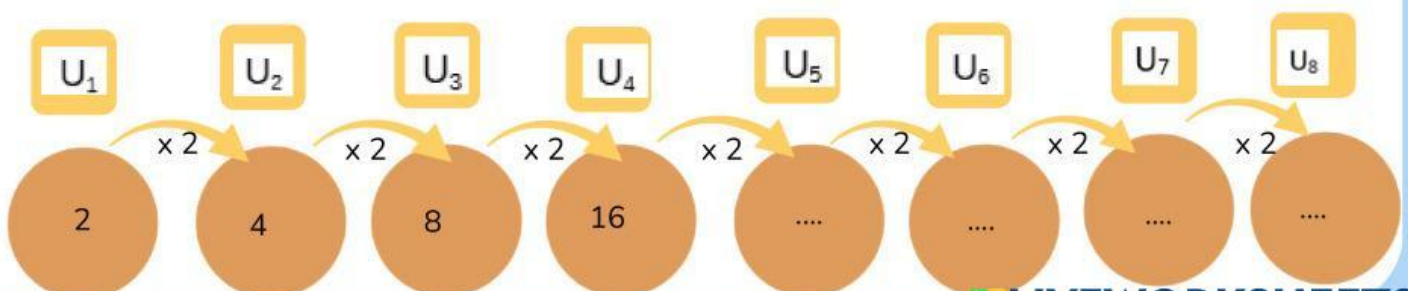 U₁ U₂ U₃ U₄ U₅ U₆ U₇ U₈
x 2 x 2 x 2 x 2 x 2 x 2 x 2
2 4 8 16 .... .... .... ....
LIVEWORKSHEETS